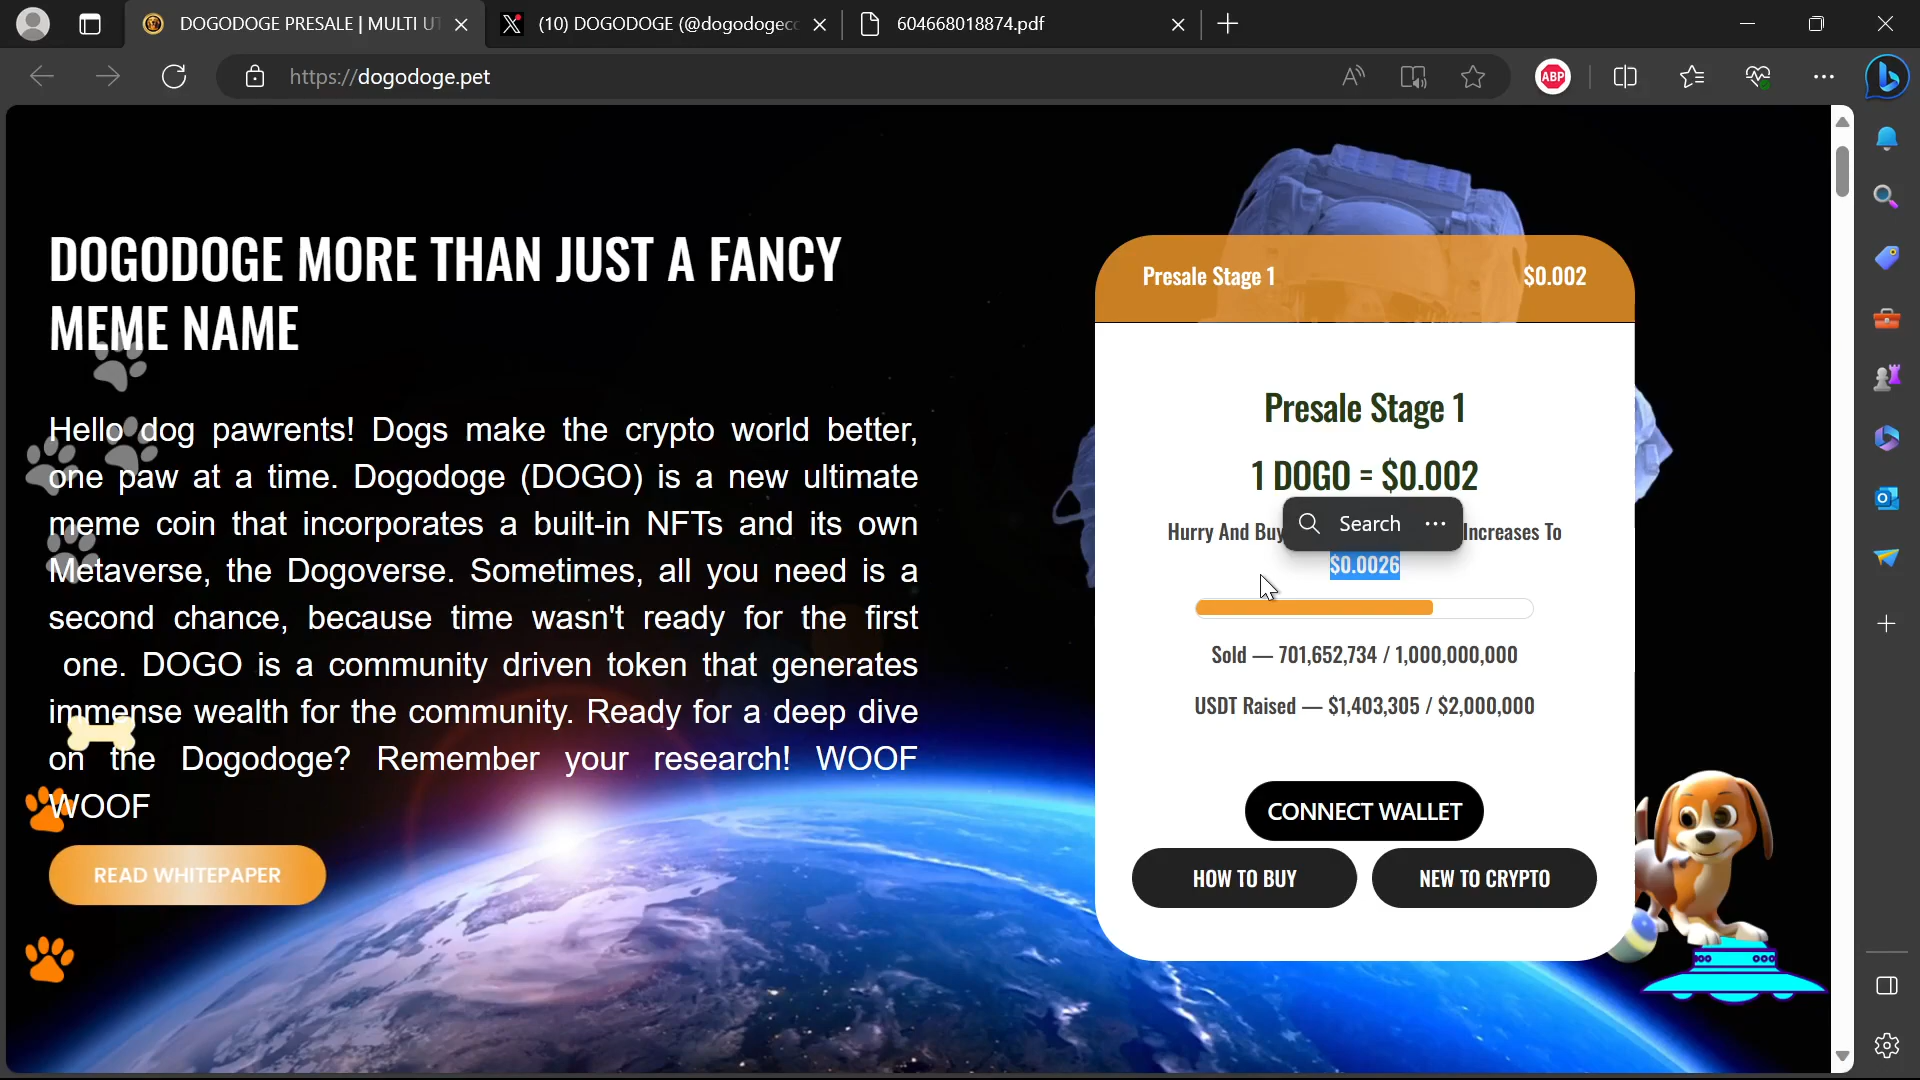 DOGODOGE PRESALE | MULTI UT
(10) DOGODOGE (@dogodogecc
604668018874.pdf
https://dogodoge.pet
ABP
DOGODOGE MORE THAN JUST A FANCY
MEME NAME
Hello dog pawrents! Dogs make the crypto world better,
one paw at a time. Dogodoge (DOGO) is a new ultimate
meme coin that incorporates a built-in NFTs and its own
Metaverse, the Dogoverse. Sometimes, all you need is a
second chance, because time wasn't ready for the first
one. DOGO is a community driven token that generates
immense wealth for the community. Ready for a deep dive
on the Dogodoge? Remember your research! WOOF
WOOF
READ WHITEPAPER
Presale Stage 1 $0.002
Presale Stage 1
1 DOGO = $0.002
Hurry And Buy Increases To
Search
$0.0026
Sold — 701,652,734 / 1,000,000,000
USDT Raised — $1,403,305 / $2,000,000
CONNECT WALLET
HOW TO BUY NEW TO CRYPTO